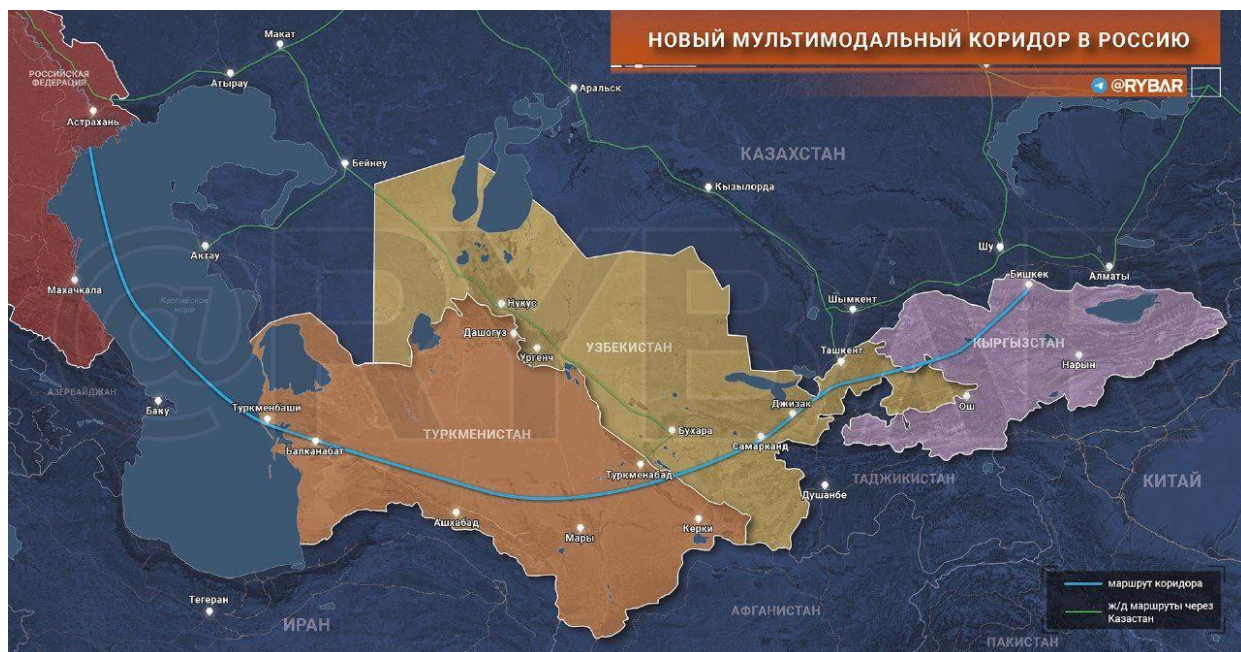 НОВЫЙ МУЛЬТИМОДАЛЬНЫЙ КОРИДОР В РОССИЮ
@RYBAR
Макат
РОССИЙСКАЯ
ФЕДЕРАЦИЯ
Атырау
Аральск
Астрахань
КАЗАХСТАН
Бейнеу
Кызылорда
Актау
Шу
Алматы
Бишкек
Махачкала
Каспийское
море
Нукус
Шымкент
Дашогуз
Ургенч
УЗБЕКИСТАН
Ташкент
КЫРГЫЗСТАН
Нарын
АЗЕРБАЙДЖАН
Баку
Туркменбаши
Джизак
Ош
ТУРКМЕНИСТАН
Бухара
Самарканд
Балканабат
Туркменабад
ТАДЖИКИСТАН
КИТАЙ
Душанбе
Ашхабад
Мары
Керки
Тегеран
ИРАН
АФГАНИСТАН
ПАКИСТАН
маршрут коридора
ж/д маршруты через
Казастан
@RYBAR